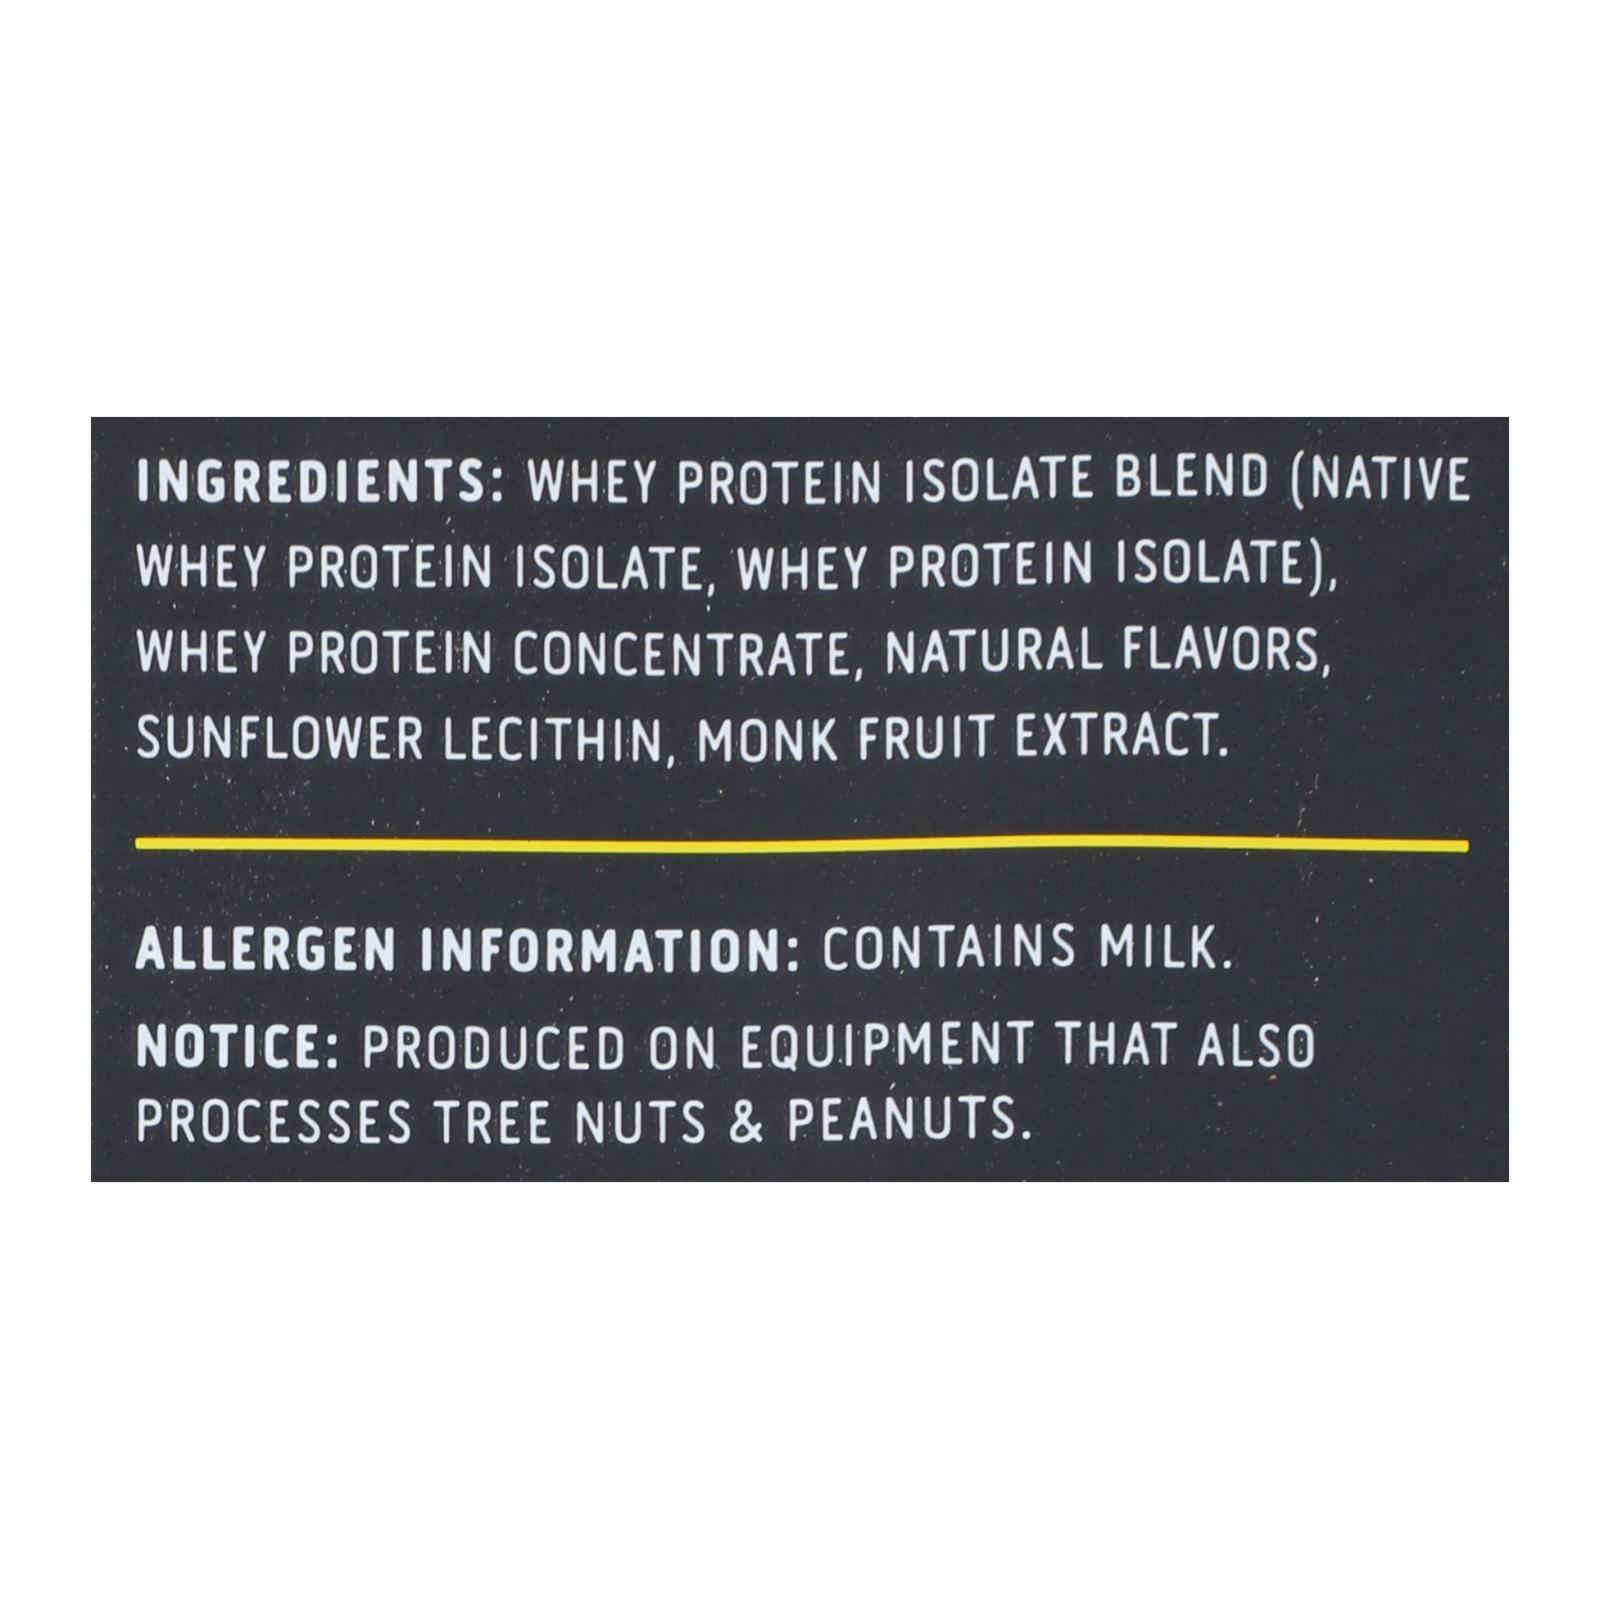 INGREDIENTS: WHEY PROTEIN ISOLATE BLEND (NATIVE
WHEY PROTEIN ISOLATE, WHEY PROTEIN ISOLATE),
WHEY PROTEIN CONCENTRATE, NATURAL FLAVORS,
SUNFLOWER LECITHIN, MONK FRUIT EXTRACT.
ALLERGEN INFORMATION: CONTAINS MILK.
NOTICE: PRODUCED ON EQUIPMENT THAT ALSO
PROCESSES TREE NUTS & PEANUTS.